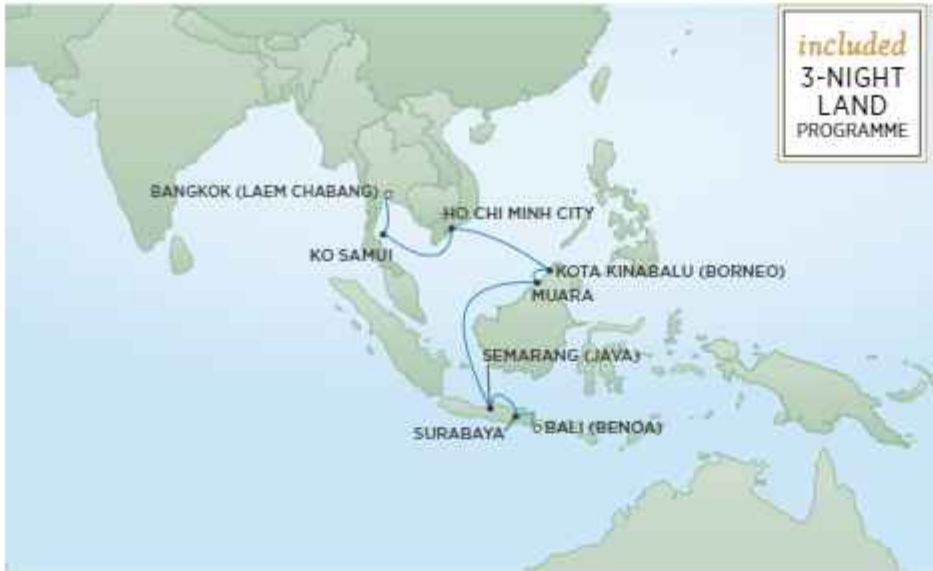 included
3-NIGHT
LAND
PROGRAMME
BANGKOK (LAEM CHABANG)
HO CHI MINH CITY
KO SAMUI
KOTA KINABALU (BORNEO)
MUARA
SEMARANG (JAVA)
SURABAYA
BALI (BENOA)